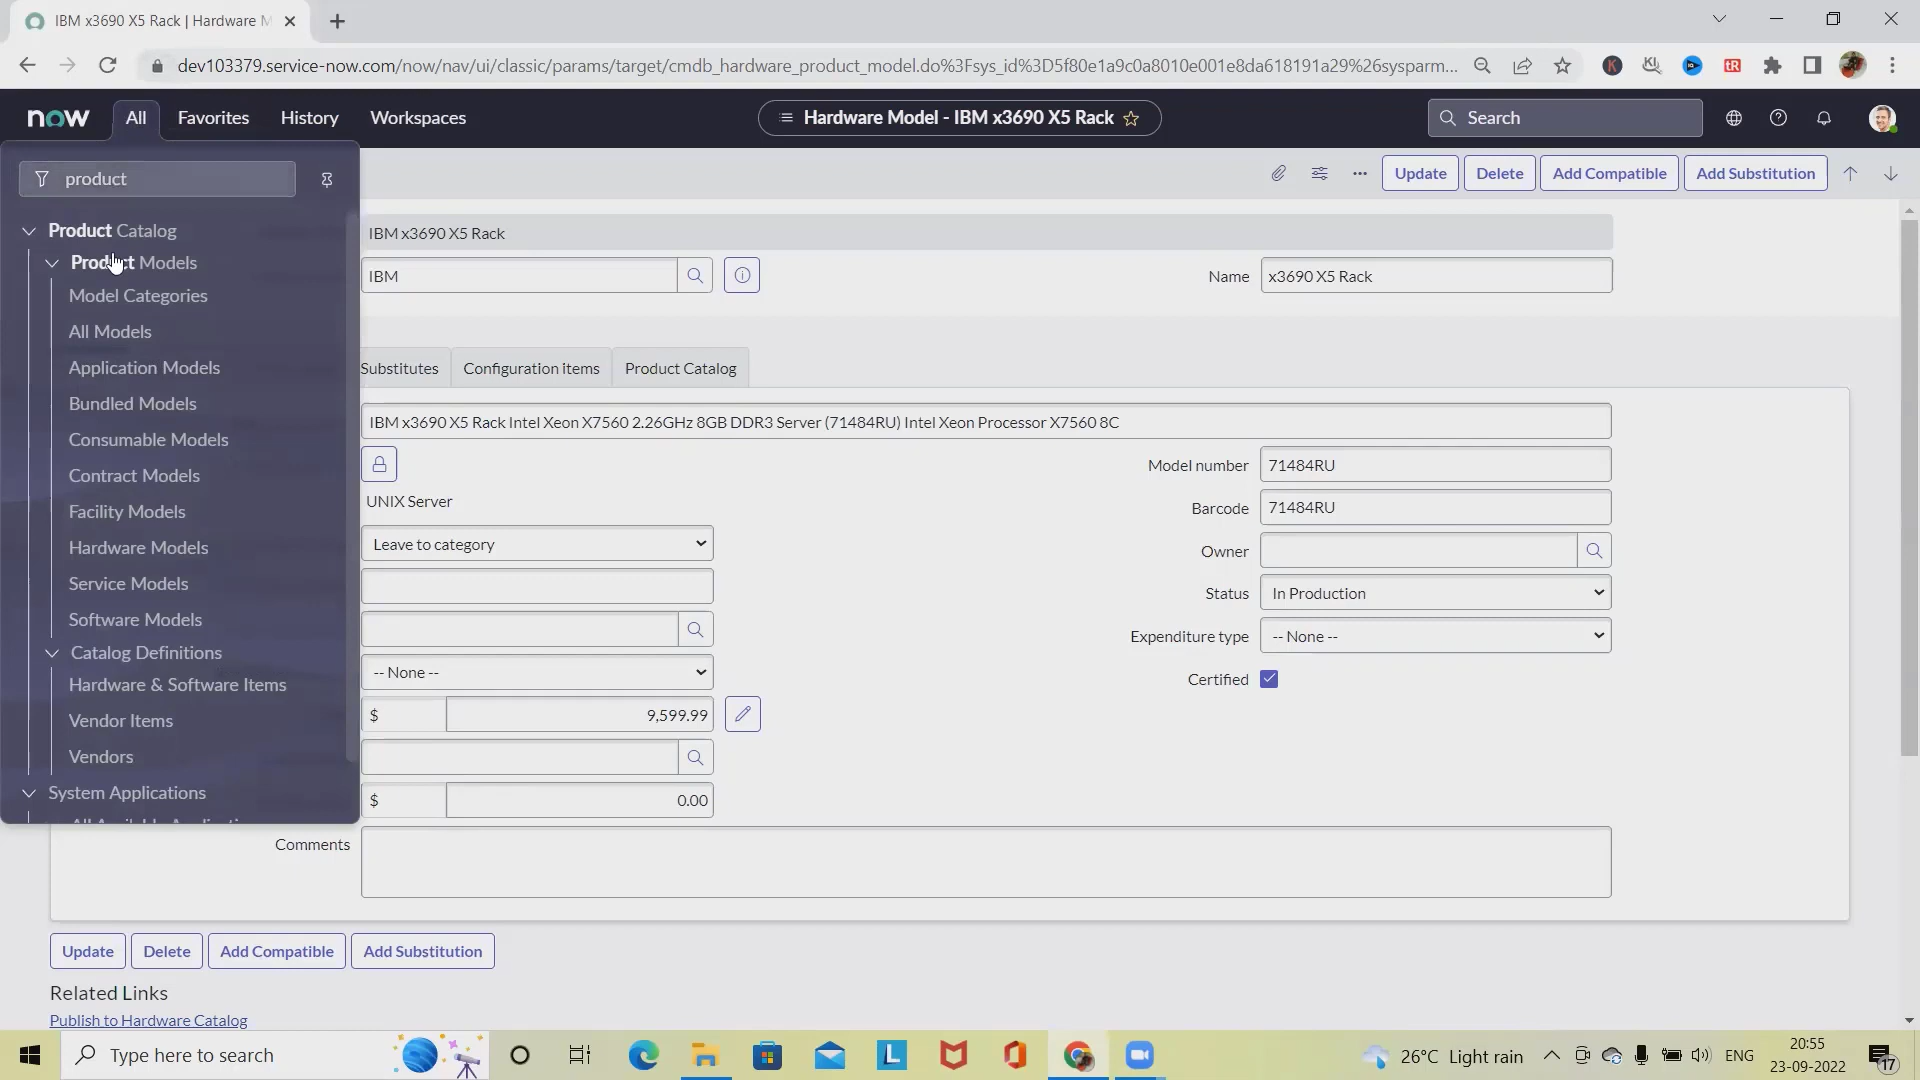 IBM x3690 X5 Rack | Hardware M
dev103379.service-now.com/now/nav/ui/classic/params/target/cmdb_hardware_product_model.do%3Fsys_id%3D5f80e1a9c0a8010e001e8da618191a29%26sysparm...
now
All
Favorites
History
Workspaces
Hardware Model - IBM x3690 X5 Rack
Search
product
Update
Delete
Add Compatible
Add Substitution
Product Catalog
Product Models
Model Categories
All Models
Application Models
Bundled Models
Consumable Models
Contract Models
Facility Models
Hardware Models
Service Models
Software Models
Catalog Definitions
Hardware & Software Items
Vendor Items
Vendors
System Applications
IBM x3690 X5 Rack
IBM
Name
x3690 X5 Rack
Substitutes
Configuration items
Product Catalog
IBM x3690 X5 Rack Intel Xeon X7560 2.26GHz 8GB DDR3 Server (71484RU) Intel Xeon Processor X7560 8C
Model number
71484RU
UNIX Server
Barcode
71484RU
Leave to category
Owner
Status
In Production
Expenditure type
-- None --
-- None --
Certified
$
9,599.99
$
0.00
Comments
Update
Delete
Add Compatible
Add Substitution
Related Links
Publish to Hardware Catalog
Type here to search
26°C Light rain
ENG
20:55
23-09-2022
17